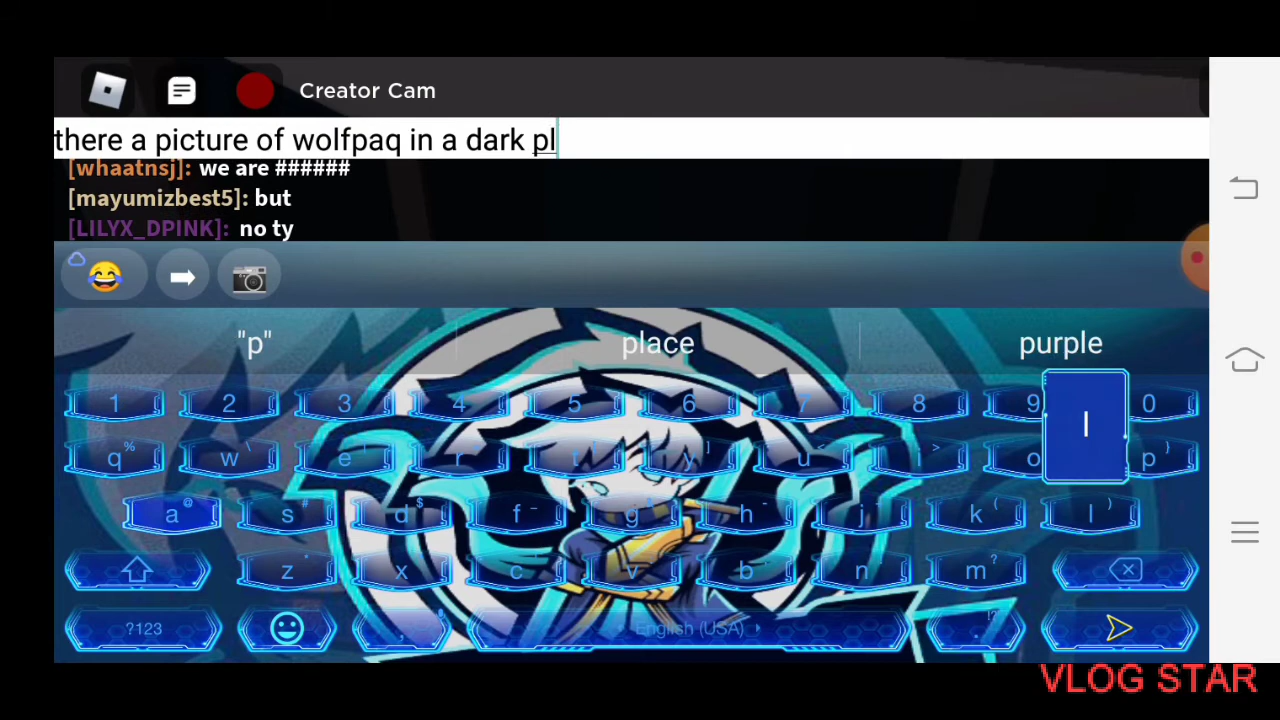 Creator Cam
there a picture of wolfpaq in a dark pl
[whaatnsj]: we are ######
[mayumizbest5]: but
[LILYX_DPINK]: no ty
"p" place purple
1 2 3 4 5 6 7 8 9 0
q % w \ e | r t [ y ] u < > o p }
l
a @ s # d $ f - g & h - j + k ( l )
z * x " c ' v : b ; n ! m ?
?123 , English (USA) . !?
VLOG STAR